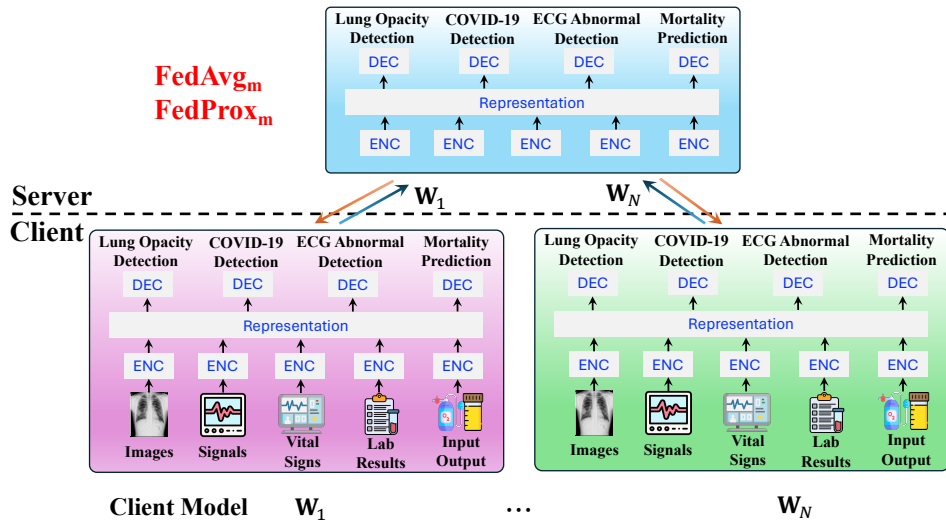 Lung Opacity Detection
COVID-19 Detection
ECG Abnormal Detection
Mortality Prediction
DEC DEC DEC DEC
Representation
ENC ENC ENC ENC ENC
FedAvgm
FedProxm
Server
W1
WN
Client
Lung Opacity Detection
COVID-19 Detection
ECG Abnormal Detection
Mortality Prediction
DEC DEC DEC DEC
Representation
ENC ENC ENC ENC ENC
Images
Signals
Vital Signs
Lab Results
Input Output
Lung Opacity Detection
COVID-19 Detection
ECG Abnormal Detection
Mortality Prediction
DEC DEC DEC DEC
Representation
ENC ENC ENC ENC ENC
Images
Signals
Vital Signs
Lab Results
Input Output
Client Model W1 ... WN